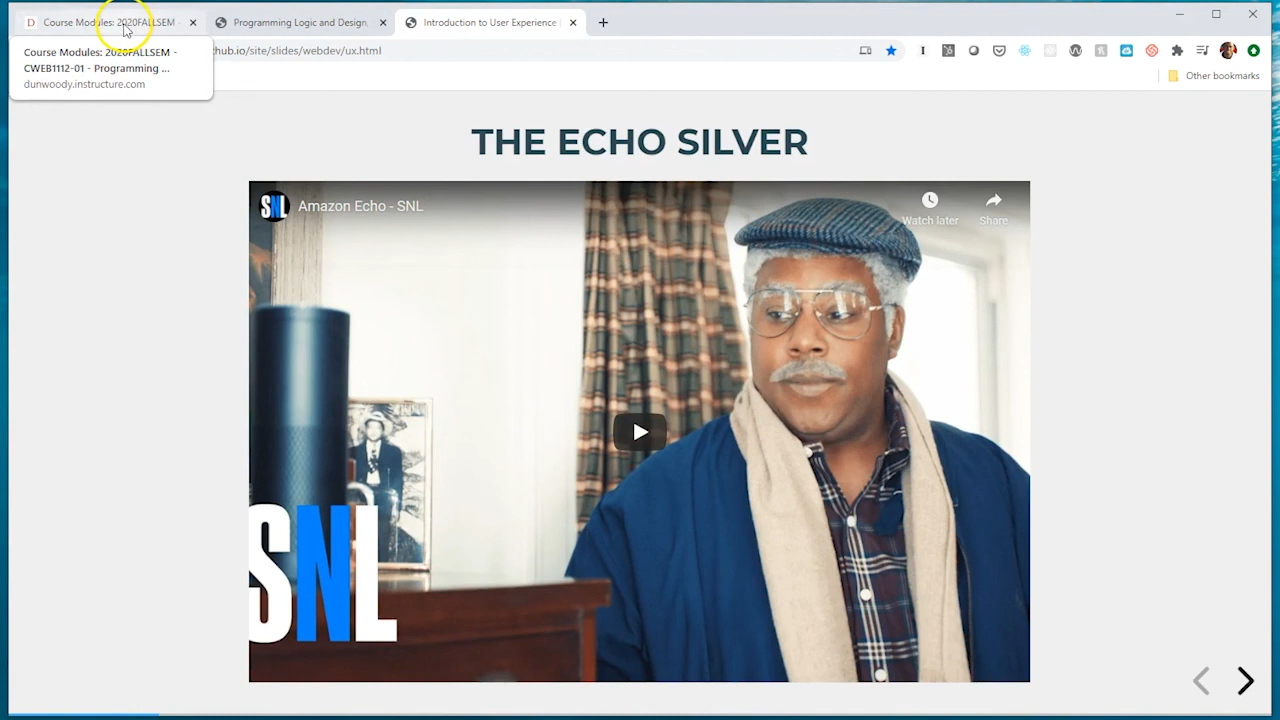 D Course Modules: 2020FALLSEM -
Programming Logic and Design,
Introduction to User Experience
Course Modules: 2020FALLSEM -
CWEB1112-01 - Programming ...
dunwoody.instructure.com
hub.io/site/slides/webdev/ux.html
Other bookmarks
THE ECHO SILVER
SNL
Amazon Echo - SNL
Watch later
Share
SNL